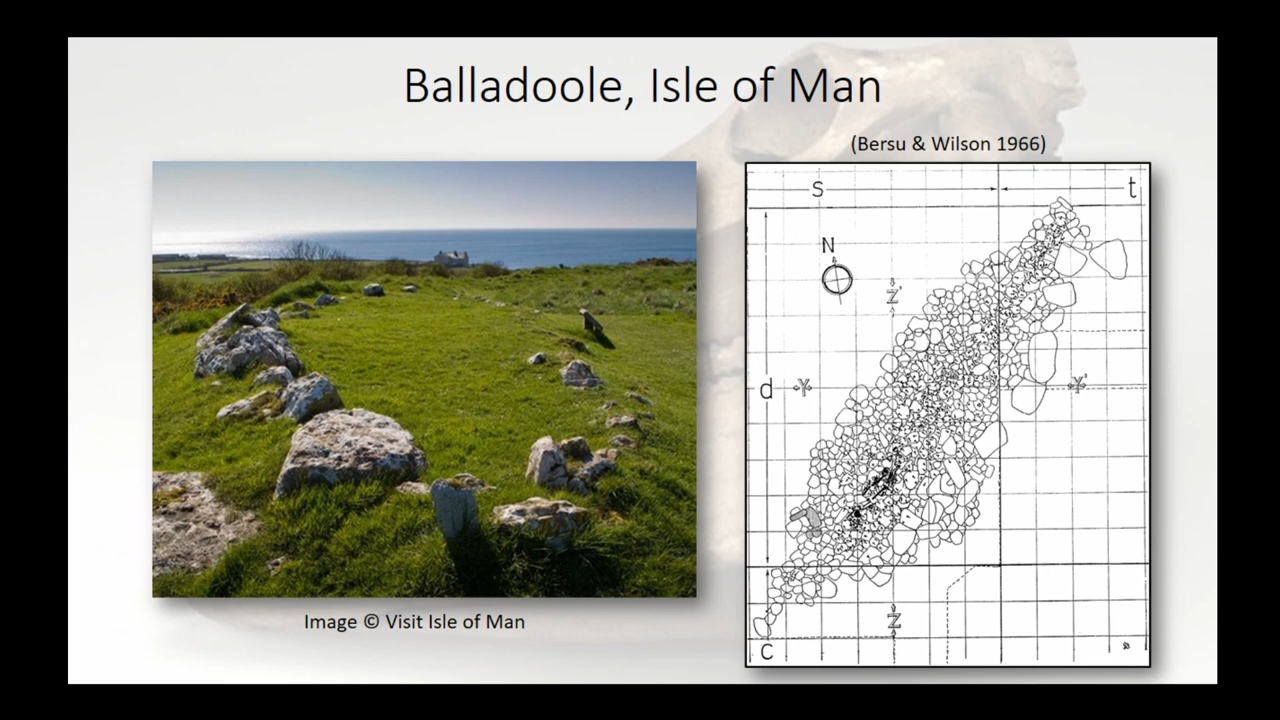 Balladoole, Isle of Man
(Bersu & Wilson 1966)
s t
N
Z'
d Y Y'
Z
C
Image © Visit Isle of Man